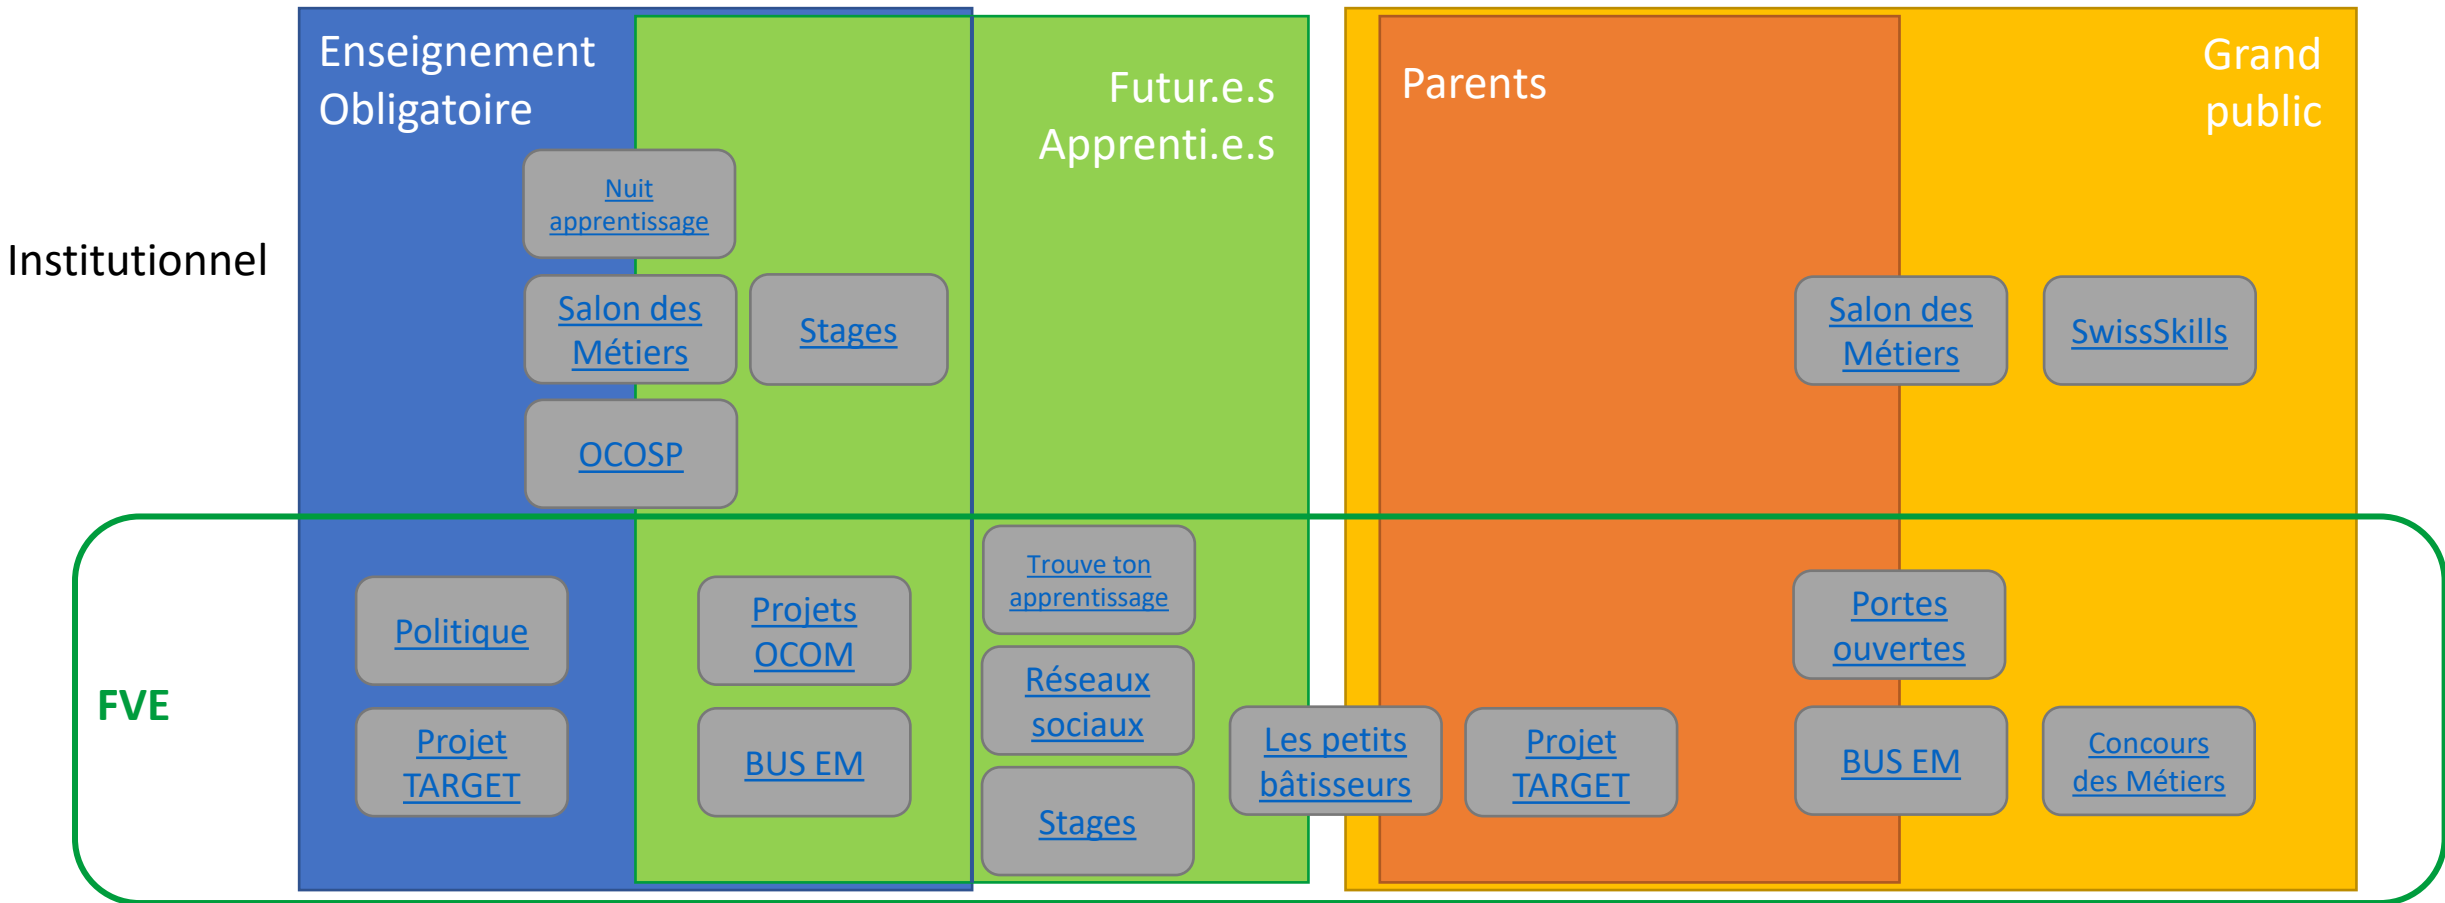 Enseignement
Obligatoire
Futur.e.s
Apprenti.e.s
Parents
Grand
public
Institutionnel
Nuit
apprentissage
Salon des
Métiers
Stages
OCOSP
Salon des
Métiers
SwissSkills
FVE
Politique
Projet
TARGET
Projets
OCOM
BUS EM
Trouve ton
apprentissage
Réseaux
sociaux
Stages
Les petits
bâtisseurs
Projet
TARGET
Portes
ouvertes
BUS EM
Concours
des Métiers